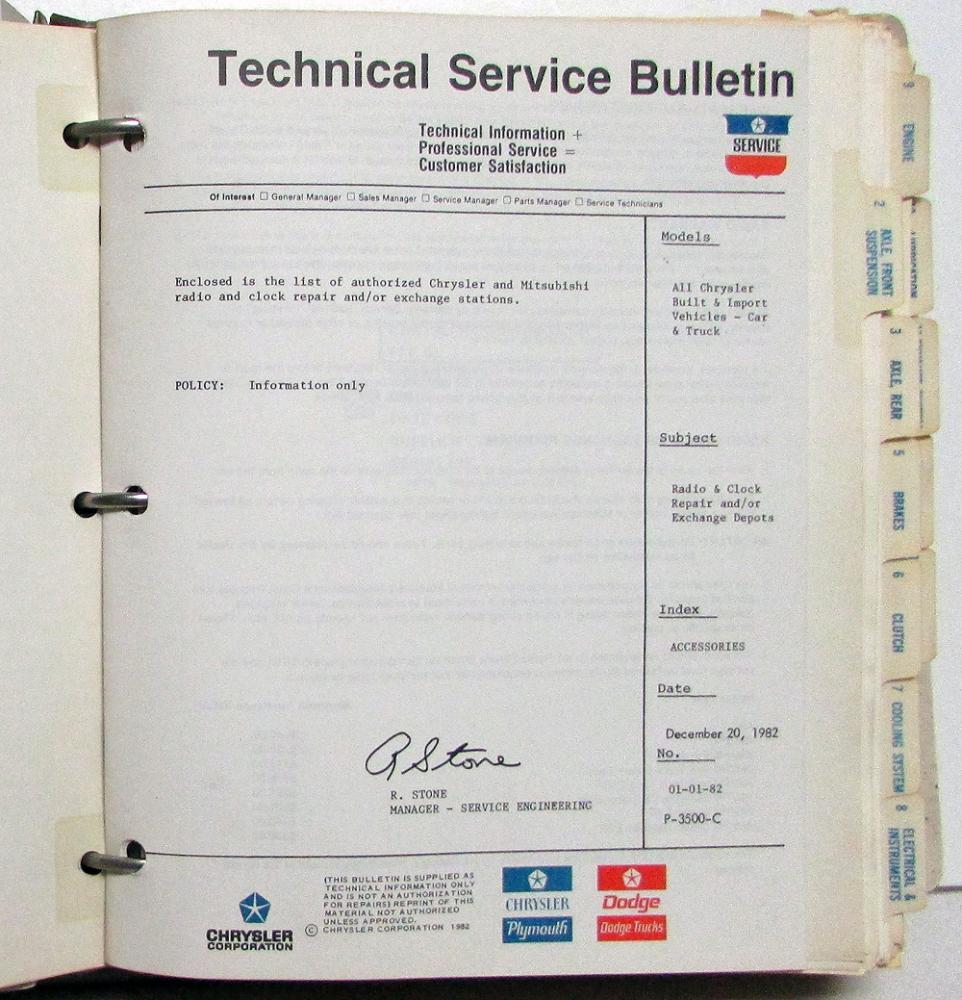 Technical Service Bulletin
Technical Information +
Professional Service =
Customer Satisfaction
SERVICE
Of Interest ☐ General Manager ☐ Sales Manager ☐ Service Manager ☐ Parts Manager ☐ Service Technicians
Enclosed is the list of authorized Chrysler and Mitsubishi
radio and clock repair and/or exchange stations.
POLICY: Information only
Models
All Chrysler
Built & Import
Vehicles - Car
& Truck
Subject
Radio & Clock
Repair and/or
Exchange Depots
Index
ACCESSORIES
Date
December 20, 1982
No.
01-01-82
P-3500-C
R Stone
R. STONE
MANAGER - SERVICE ENGINEERING
CHRYSLER
CORPORATION
(THIS BULLETIN IS SUPPLIED AS
TECHNICAL INFORMATION ONLY
AND IS NOT AN AUTHORIZATION
FOR REPAIRS) REPRINT OF THIS
MATERIAL NOT AUTHORIZED
UNLESS APPROVED.
© CHRYSLER CORPORATION 1982
CHRYSLER
Plymouth
Dodge
Dodge Trucks
9 ENGINE
2 AXLE, FRONT
SUSPENSION
3 AXLE, REAR
5 BRAKES
6 CLUTCH
7 COOLING SYSTEM
8 ELECTRICAL &
INSTRUMENTS